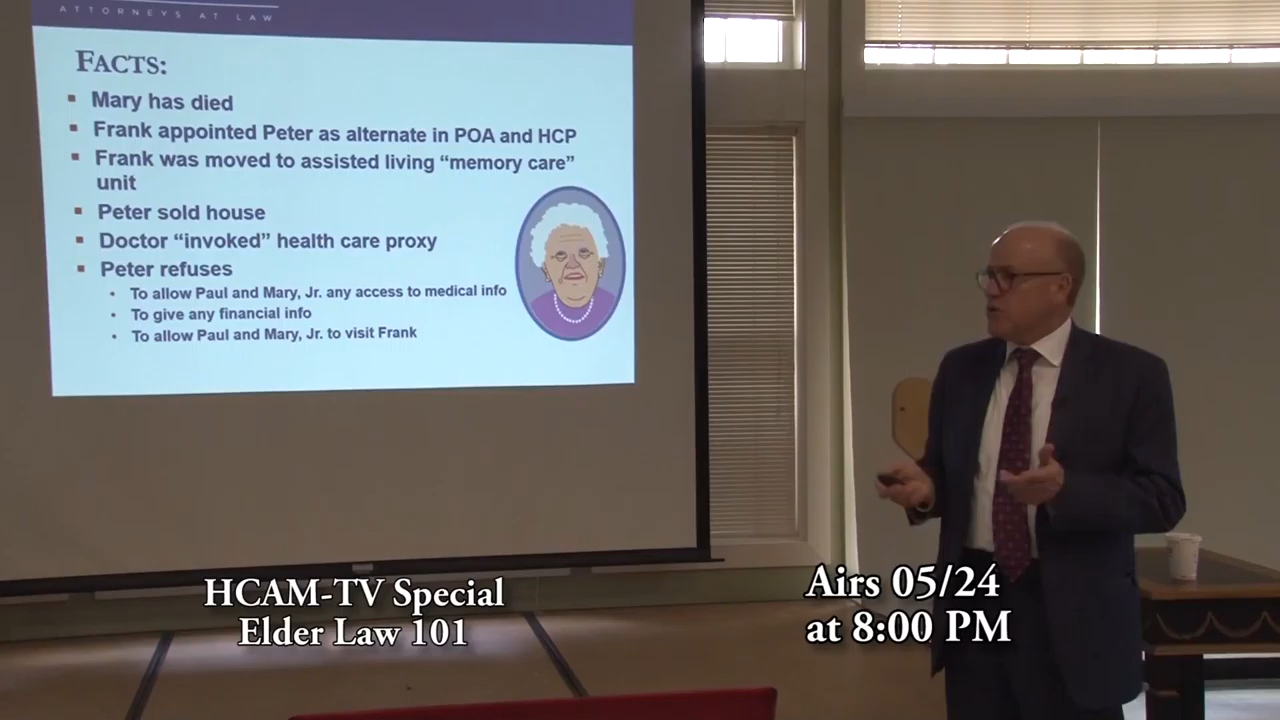 ATTORNEYS AT LAW
FACTS:
▪ Mary has died
▪ Frank appointed Peter as alternate in POA and HCP
▪ Frank was moved to assisted living “memory care”
unit
▪ Peter sold house
▪ Doctor “invoked” health care proxy
▪ Peter refuses
• To allow Paul and Mary, Jr. any access to medical info
• To give any financial info
• To allow Paul and Mary, Jr. to visit Frank
HCAM-TV Special
Elder Law 101
Airs 05/24
at 8:00 PM